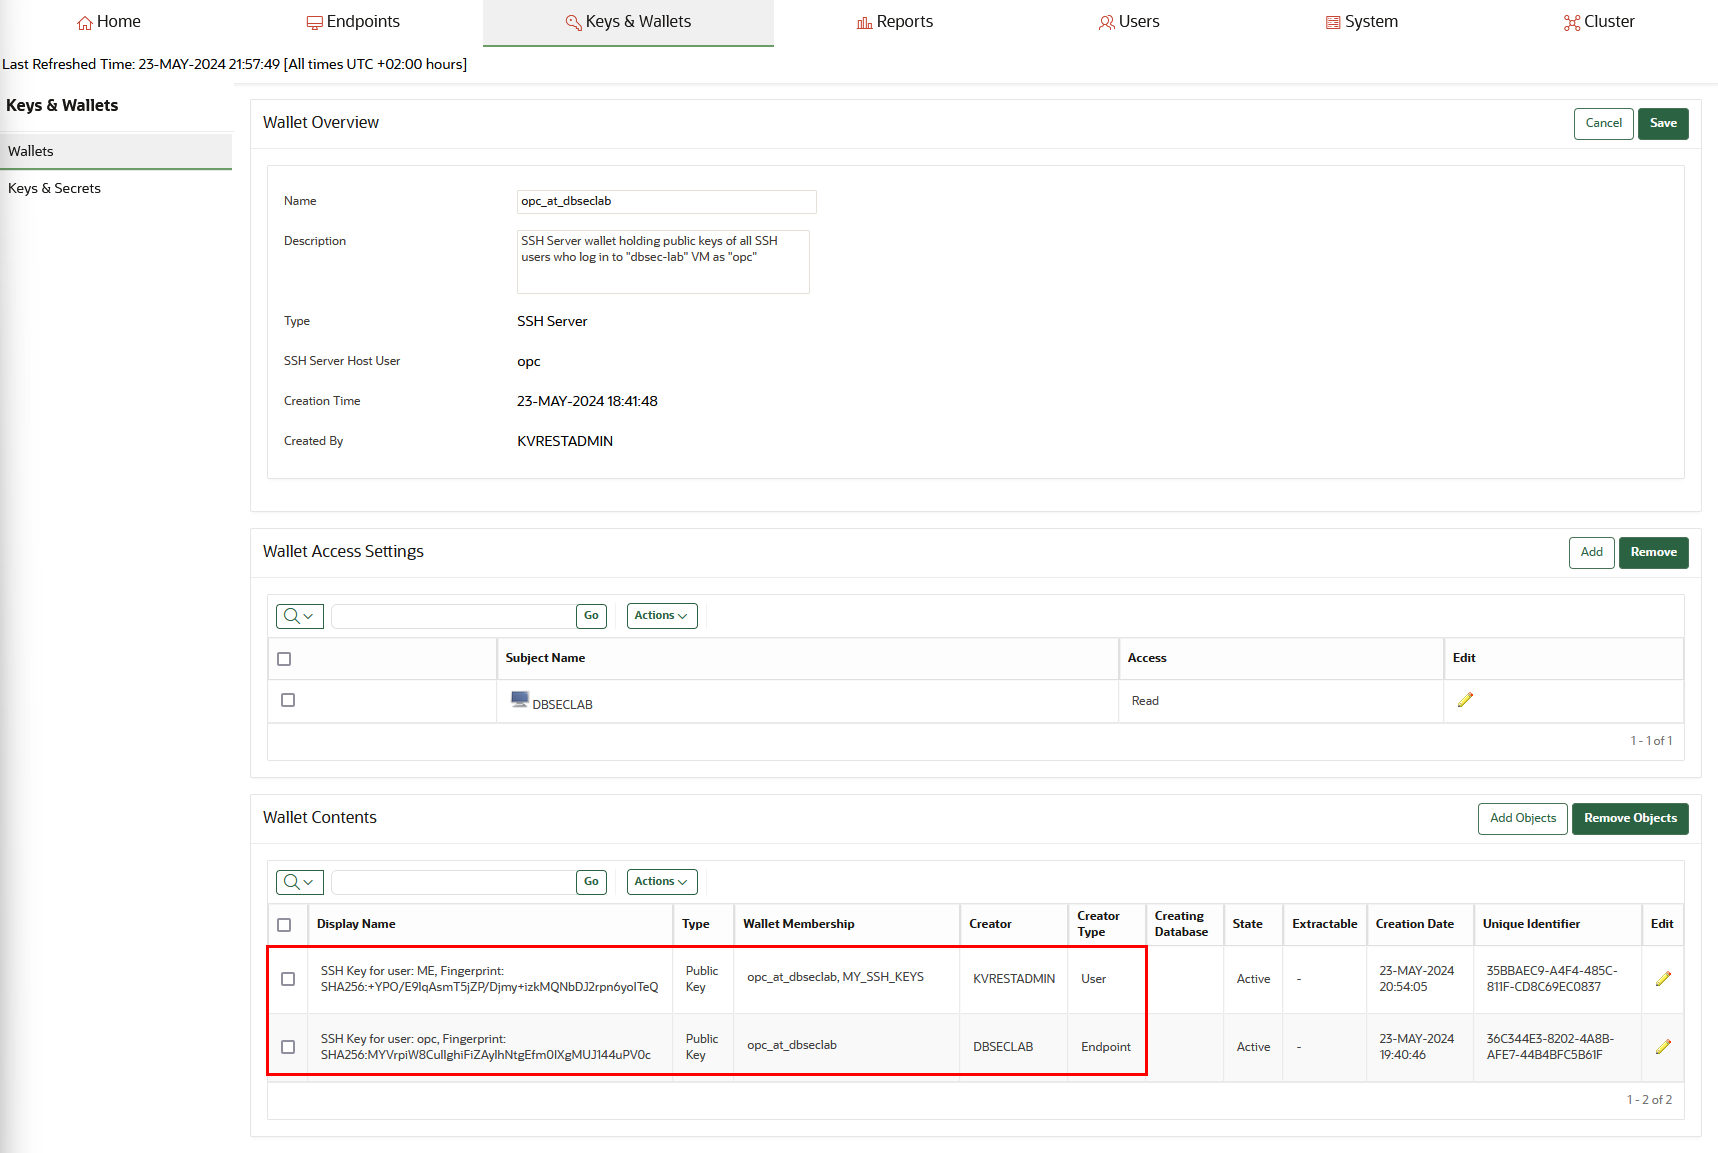 Home
Endpoints
Keys & Wallets
Reports
Users
System
Cluster
Last Refreshed Time: 23-MAY-2024 21:57:49 [All times UTC +02:00 hours]
Keys & Wallets
Wallets
Keys & Secrets
Wallet Overview
Cancel
Save
Name
opc_at_dbseclab
Description
SSH Server wallet holding public keys of all SSH
users who log in to "dbsec-lab" VM as "opc"
Type
SSH Server
SSH Server Host User
opc
Creation Time
23-MAY-2024 18:41:48
Created By
KVRESTADMIN
Wallet Access Settings
Add
Remove
Go
Actions
Subject Name
Access
Edit
DBSECLAB
Read
1 - 1 of 1
Wallet Contents
Add Objects
Remove Objects
Go
Actions
Display Name
Type
Wallet Membership
Creator
Creator
Type
Creating
Database
State
Extractable
Creation Date
Unique Identifier
Edit
SSH Key for user: ME, Fingerprint:
SHA256:+YPO/E9IqAsmT5jZP/Djmy+izkMQNbDJ2rpn6yoITeQ
Public
Key
opc_at_dbseclab, MY_SSH_KEYS
KVRESTADMIN
User
Active
-
23-MAY-2024
20:54:05
35BBAEC9-A4F4-485C-
811F-CD8C69EC0837
SSH Key for user: opc, Fingerprint:
SHA256:MYVrpiW8CulIghiFiZAyIhNtgEfm0IXgMUJ144uPV0c
Public
Key
opc_at_dbseclab
DBSECLAB
Endpoint
Active
-
23-MAY-2024
19:40:46
36C344E3-8202-4A8B-
AFE7-44B4BFC5B61F
1 - 2 of 2